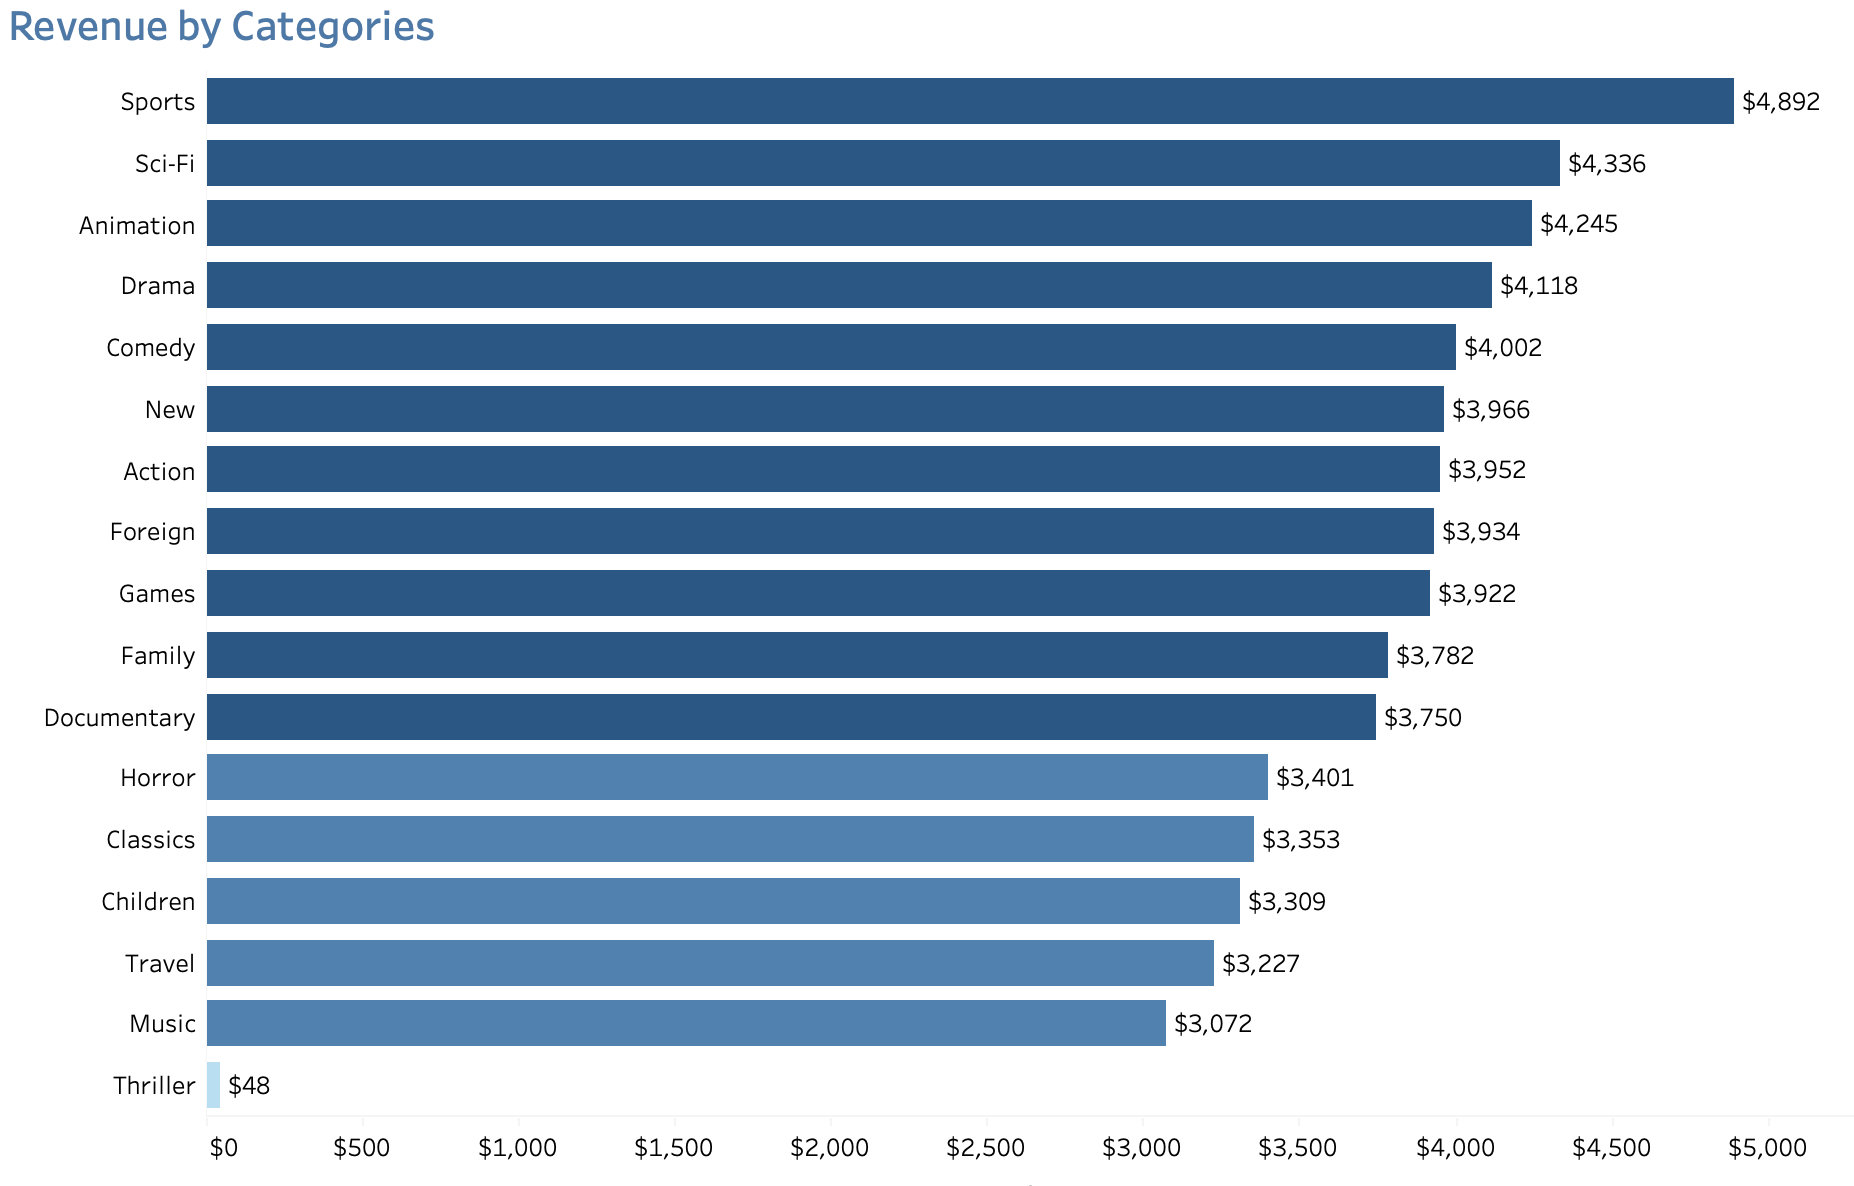 Revenue by Categories
Sports $4,892
Sci-Fi $4,336
Animation $4,245
Drama $4,118
Comedy $4,002
New $3,966
Action $3,952
Foreign $3,934
Games $3,922
Family $3,782
Documentary $3,750
Horror $3,401
Classics $3,353
Children $3,309
Travel $3,227
Music $3,072
Thriller $48
$0 $500 $1,000 $1,500 $2,000 $2,500 $3,000 $3,500 $4,000 $4,500 $5,000